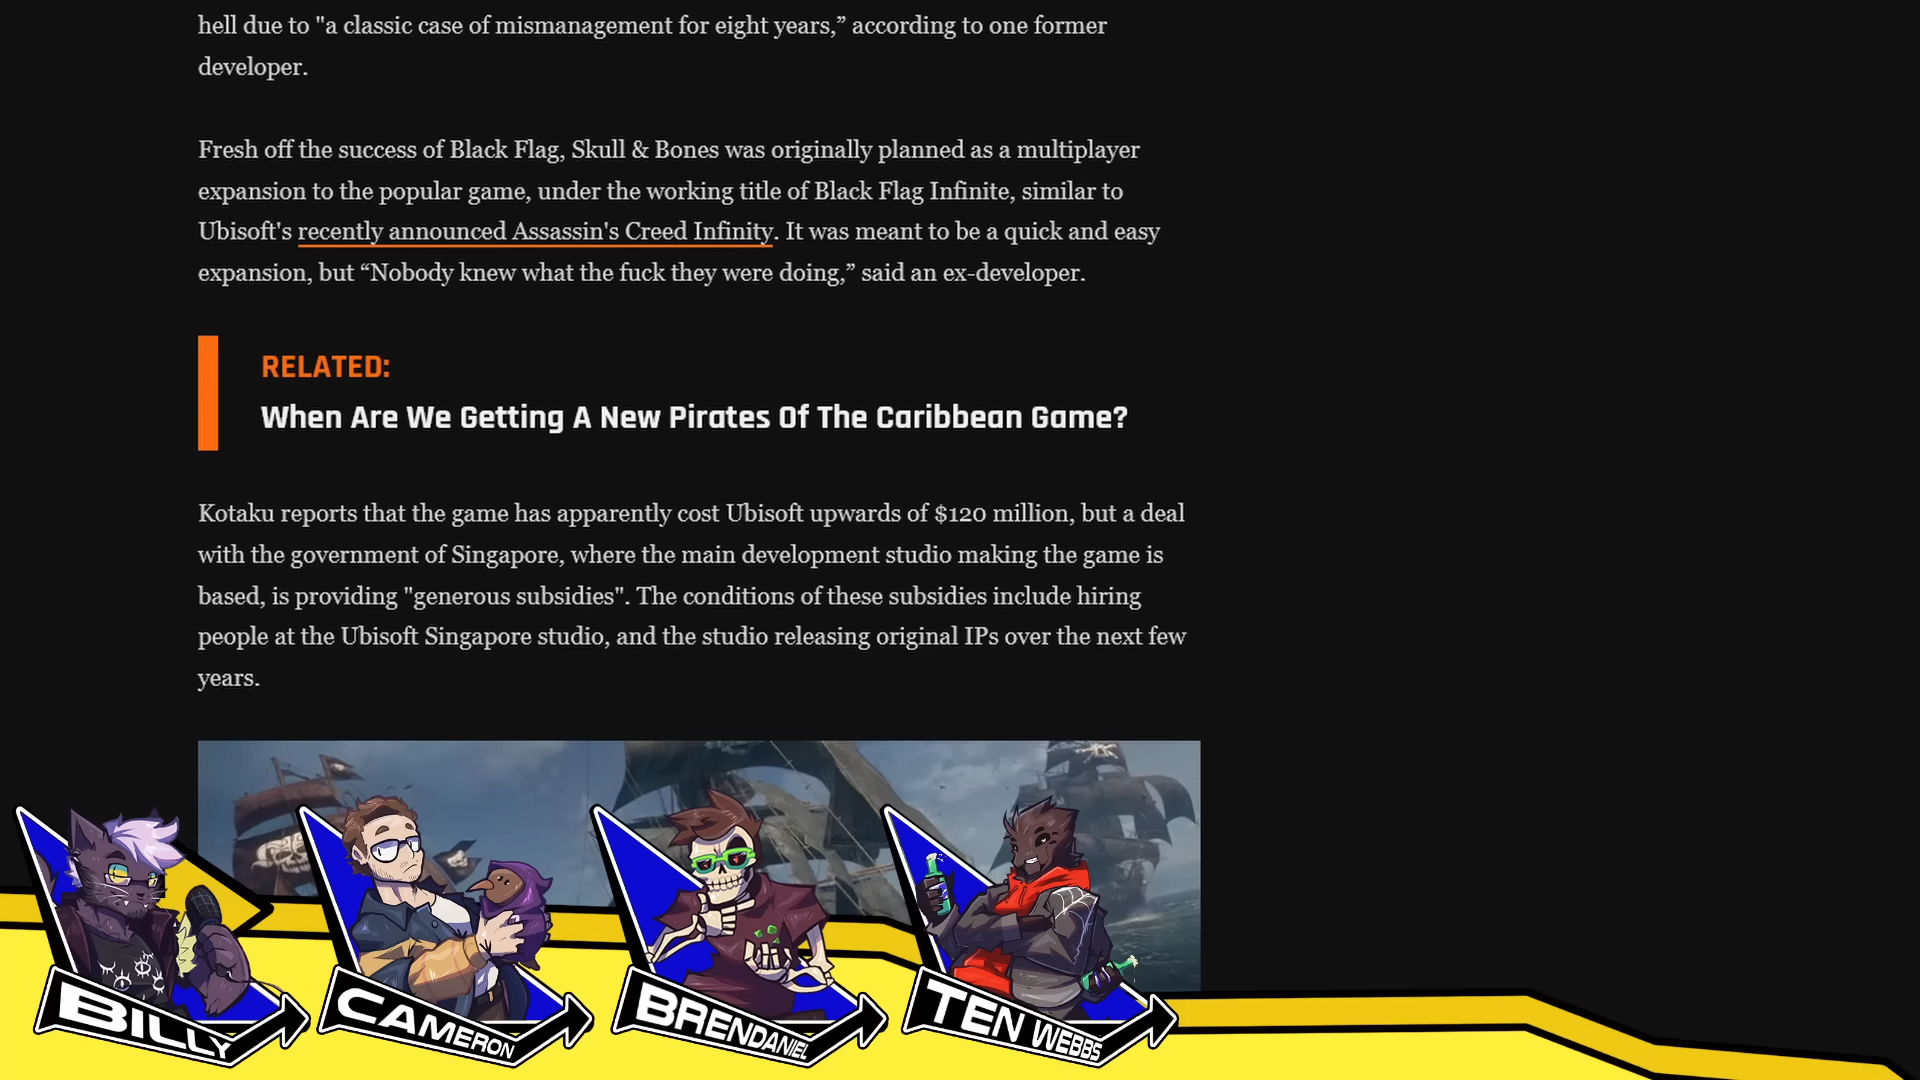 hell due to "a classic case of mismanagement for eight years,” according to one former
developer.
Fresh off the success of Black Flag, Skull & Bones was originally planned as a multiplayer
expansion to the popular game, under the working title of Black Flag Infinite, similar to
Ubisoft's recently announced Assassin's Creed Infinity. It was meant to be a quick and easy
expansion, but “Nobody knew what the fuck they were doing,” said an ex-developer.
RELATED:
When Are We Getting A New Pirates Of The Caribbean Game?
Kotaku reports that the game has apparently cost Ubisoft upwards of $120 million, but a deal
with the government of Singapore, where the main development studio making the game is
based, is providing "generous subsidies". The conditions of these subsidies include hiring
people at the Ubisoft Singapore studio, and the studio releasing original IPs over the next few
years.
BILLY
CAMERON
BRENDANIEL
TEN WEBBS